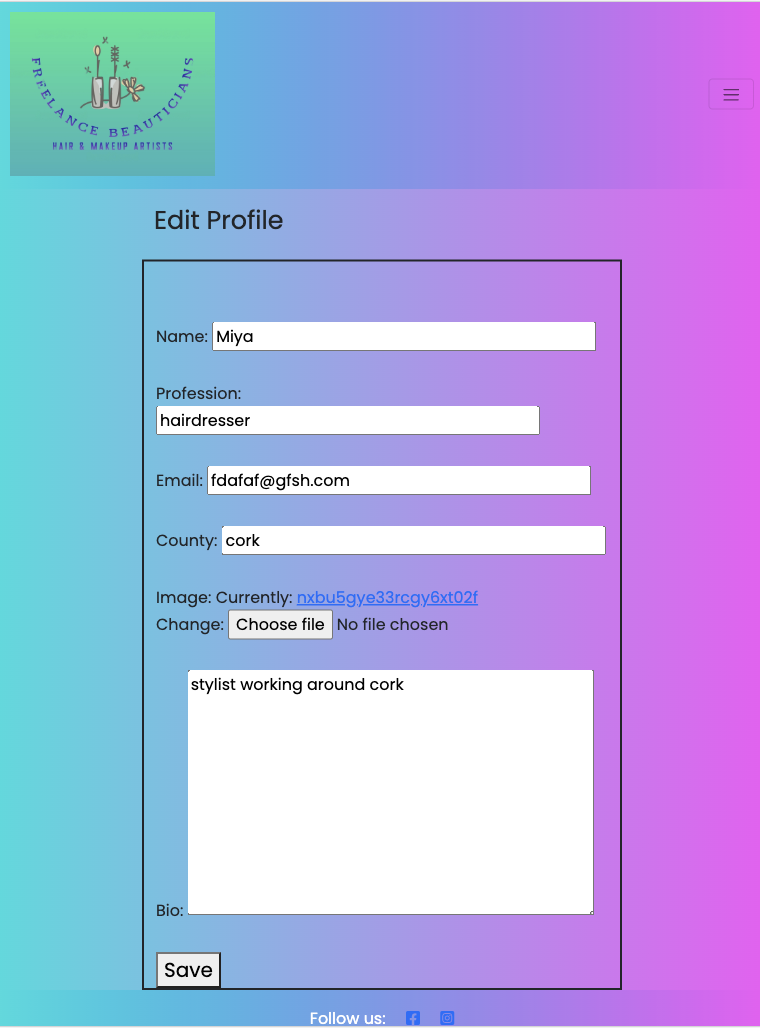 FREELANCE BEAUTICIANS
HAIR & MAKEUP ARTISTS
Edit Profile
Name: Miya
Profession:
hairdresser
Email: fdafaf@gfsh.com
County: cork
Image: Currently: nxbu5gye33rcgy6xt02f
Change: Choose file No file chosen
stylist working around cork
Bio:
Save
Follow us: